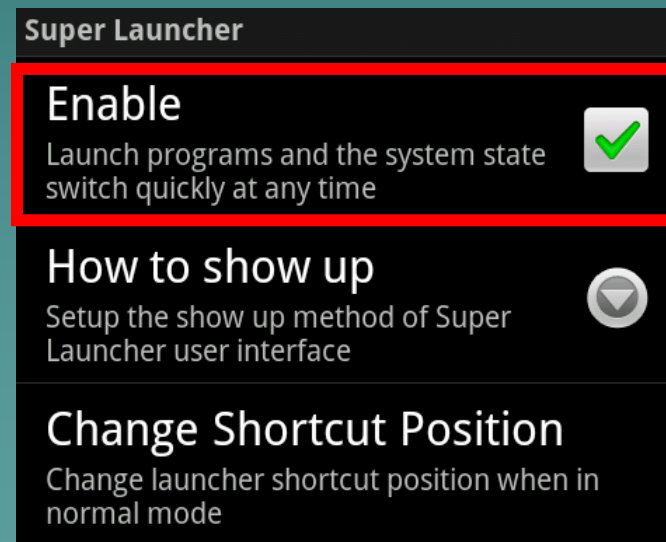 Super Launcher
Enable
Launch programs and the system state
switch quickly at any time
How to show up
Setup the show up method of Super
Launcher user interface
Change Shortcut Position
Change launcher shortcut position when in
normal mode